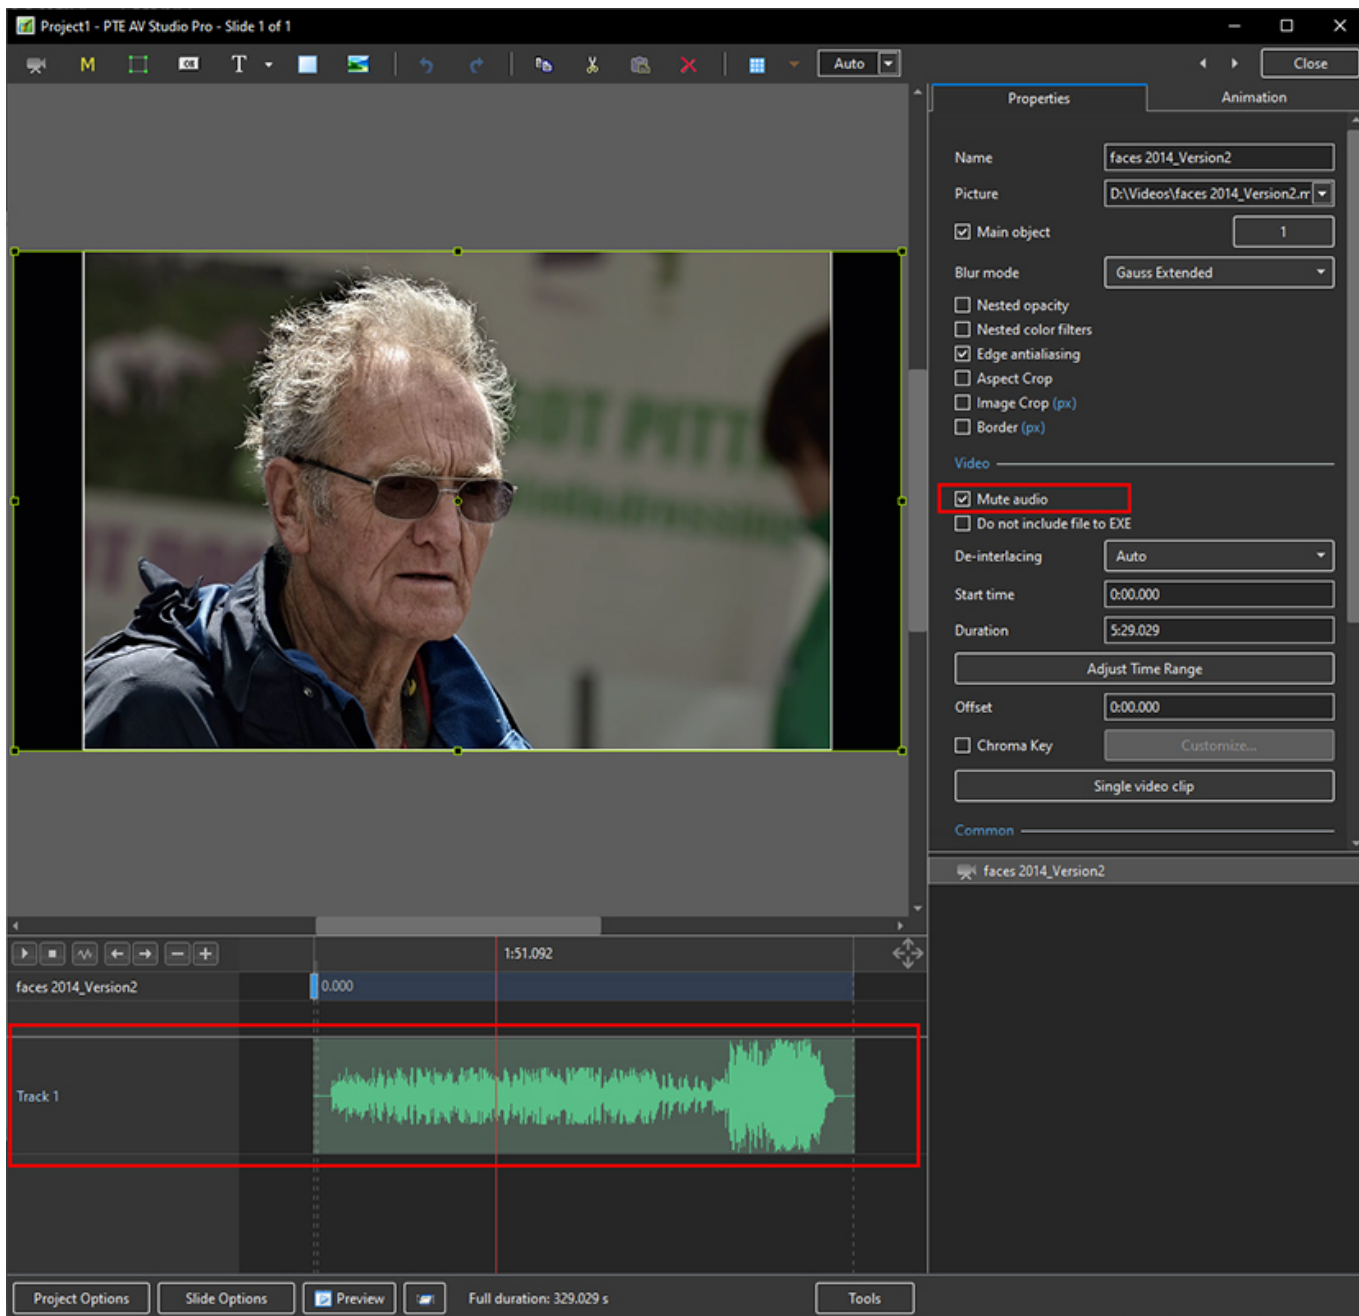 Project1 - PTE AV Studio Pro - Slide 1 of 1
M
OK
T
Auto
Close
Properties
Animation
Name
faces 2014_Version2
Picture
D:\Videos\faces 2014_Version2.m
Main object
1
Blur mode
Gauss Extended
Nested opacity
Nested color filters
Edge antialiasing
Aspect Crop
Image Crop (px)
Border (px)
Video
Mute audio
Do not include file to EXE
De-interlacing
Auto
Start time
0:00.000
Duration
5:29.029
Adjust Time Range
Offset
0:00.000
Chroma Key
Customize...
Single video clip
Common
faces 2014_Version2
1:51.092
faces 2014_Version2
0.000
Track 1
Project Options
Slide Options
Preview
Full duration: 329.029 s
Tools